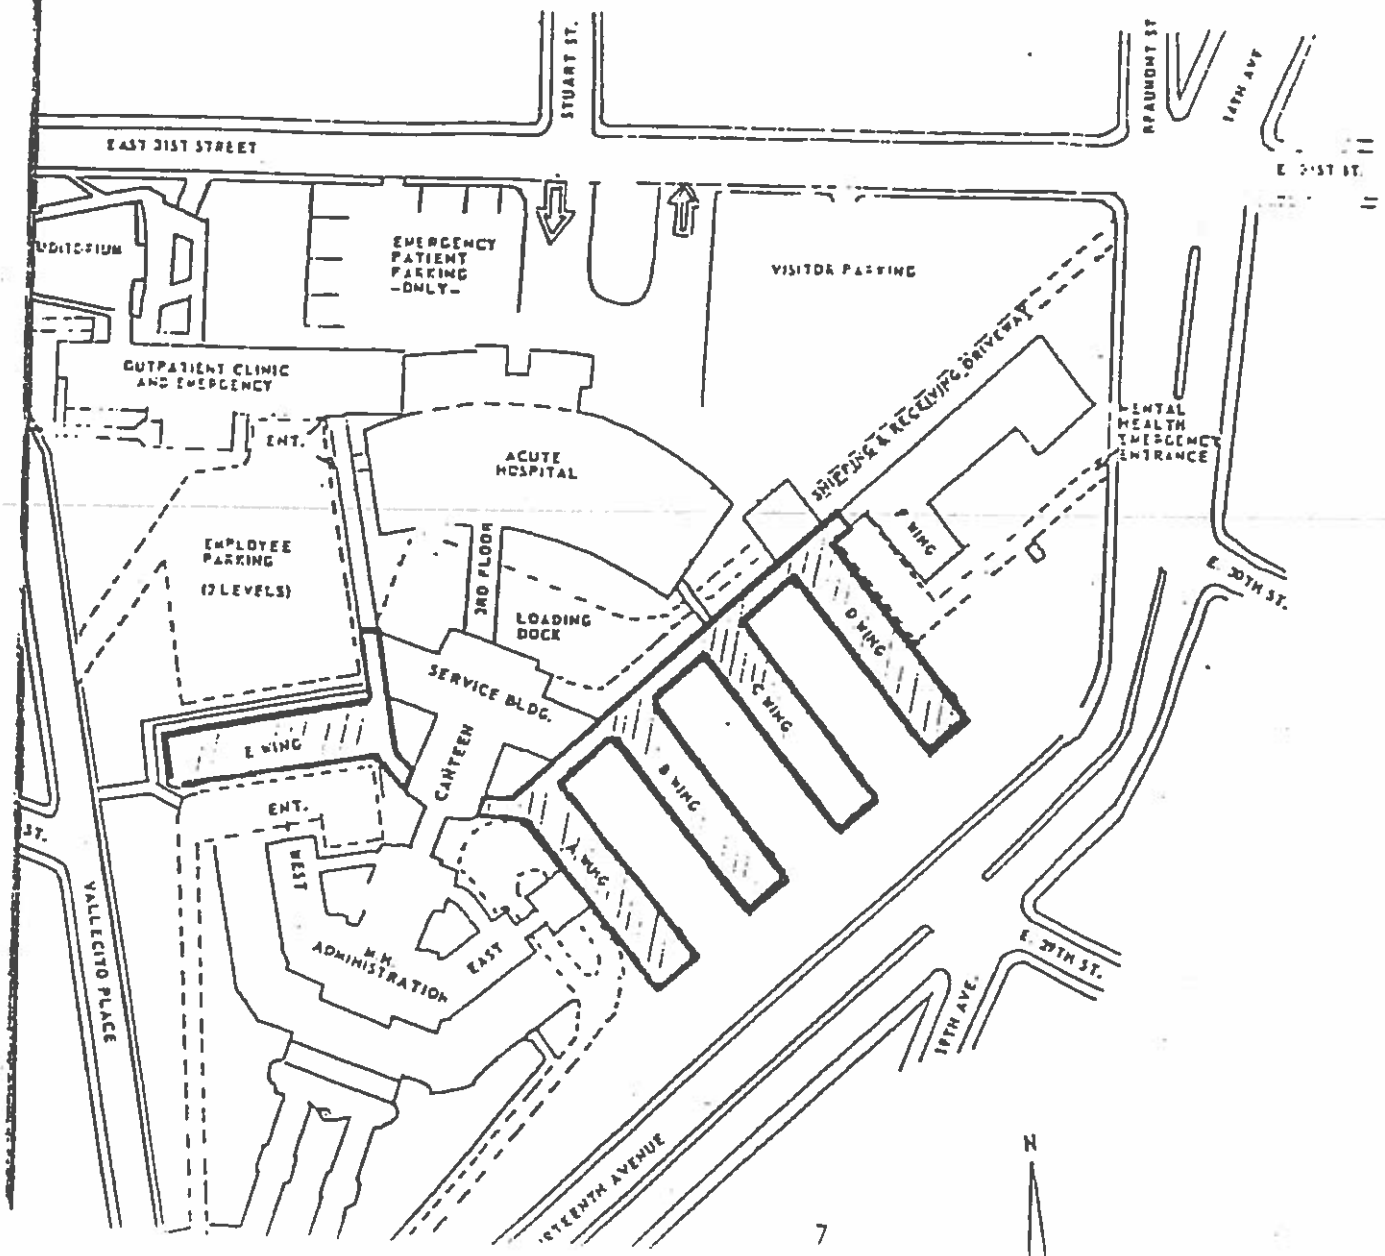 STUART ST.
BEAUMONT ST
14TH AVE
EAST 31ST STREET
E. 31ST ST.
EMERGENCY
PATIENT
PARKING
-ONLY-
VISITOR PARKING
OUTPATIENT CLINIC
AND EMERGENCY
SHIPPING & RECEIVING DRIVEWAY
MENTAL
HEALTH
EMERGENCY
ENTRANCE
ENT.
ACUTE
HOSPITAL
F WING
EMPLOYEE
PARKING
(2 LEVELS)
3RD FLOOR
LOADING
DOCK
E. 30TH ST.
D WING
SERVICE BLDG.
C WING
E WING
CANTEEN
B WING
ENT.
A WING
ST.
WEST
VALLECITO PLACE
M.H.
ADMINISTRATION
EAST
E. 29TH ST.
19TH AVE.
TEENTH AVENUE
N
7